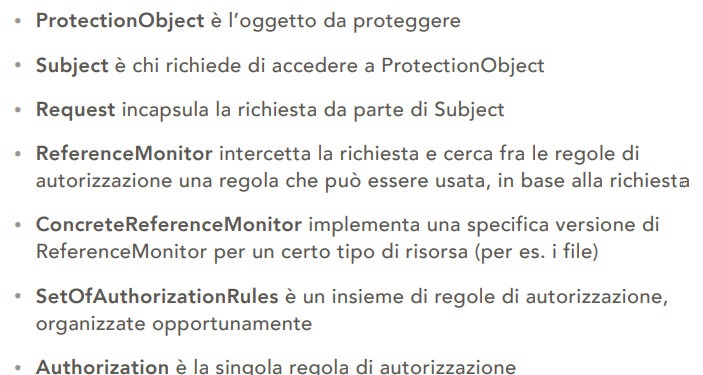 • ProtectionObject è l’oggetto da proteggere
• Subject è chi richiede di accedere a ProtectionObject
• Request incapsula la richiesta da parte di Subject
• ReferenceMonitor intercetta la richiesta e cerca fra le regole di
autorizzazione una regola che può essere usata, in base alla richiesta
• ConcreteReferenceMonitor implementa una specifica versione di
ReferenceMonitor per un certo tipo di risorsa (per es. i file)
• SetOfAuthorizationRules è un insieme di regole di autorizzazione,
organizzate opportunamente
• Authorization è la singola regola di autorizzazione